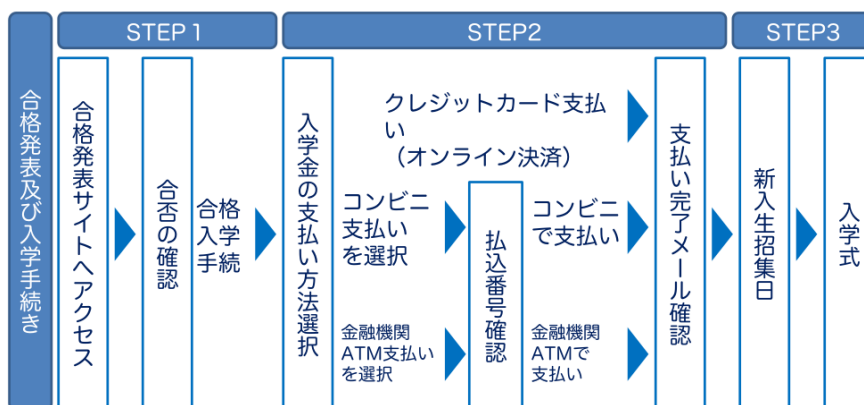 STEP1
STEP2
STEP3
合格発表及び入学手続き
合格発表サイトへアクセス
合否の確認
合格
入学
手続
入学金の支払い方法選択
クレジットカード支払
い
（オンライン決済）
コンビニ
支払い
を選択
金融機関
ATM支払い
を選択
払込番号確認
コンビニ
で支払い
金融機関
ATMで
支払い
支払い完了メール確認
新入生招集日
入学式